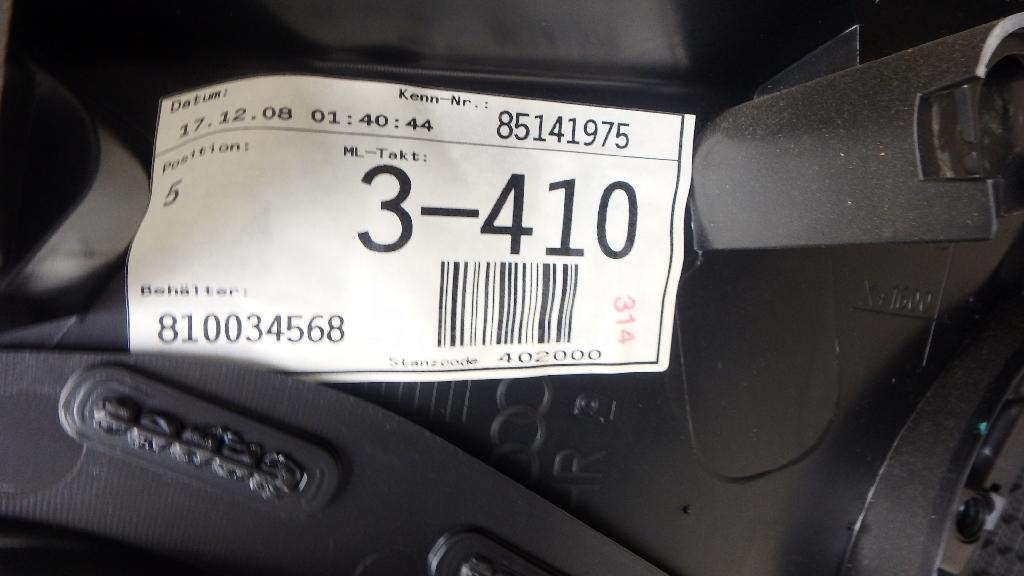 Datum: Kenn-Nr.:
17.12.08 01:40:44 85141975
Position: ML-Takt:
5 3-410
Behälter:
810034568
314
Stanzcode 402000
HR